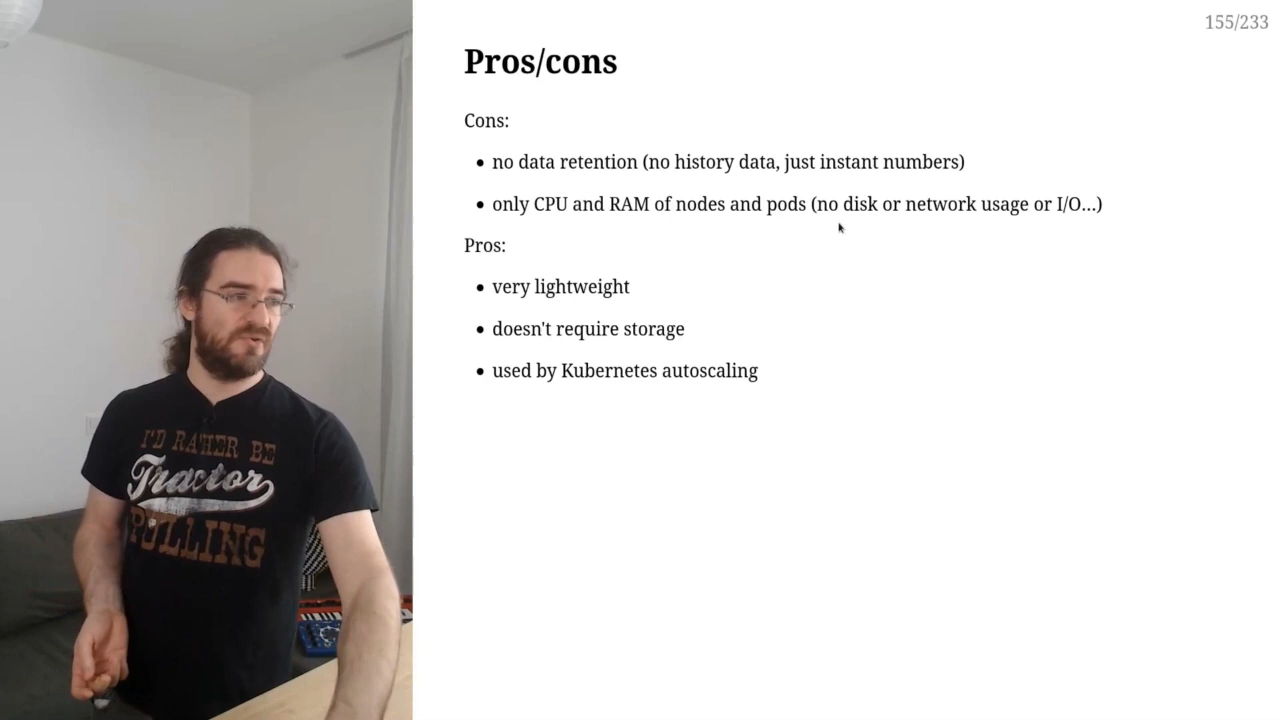 155/233
Pros/cons
Cons:
• no data retention (no history data, just instant numbers)
• only CPU and RAM of nodes and pods (no disk or network usage or I/O...)
Pros:
• very lightweight
• doesn't require storage
• used by Kubernetes autoscaling
I'D RATHER BE
Tractor
PULLING